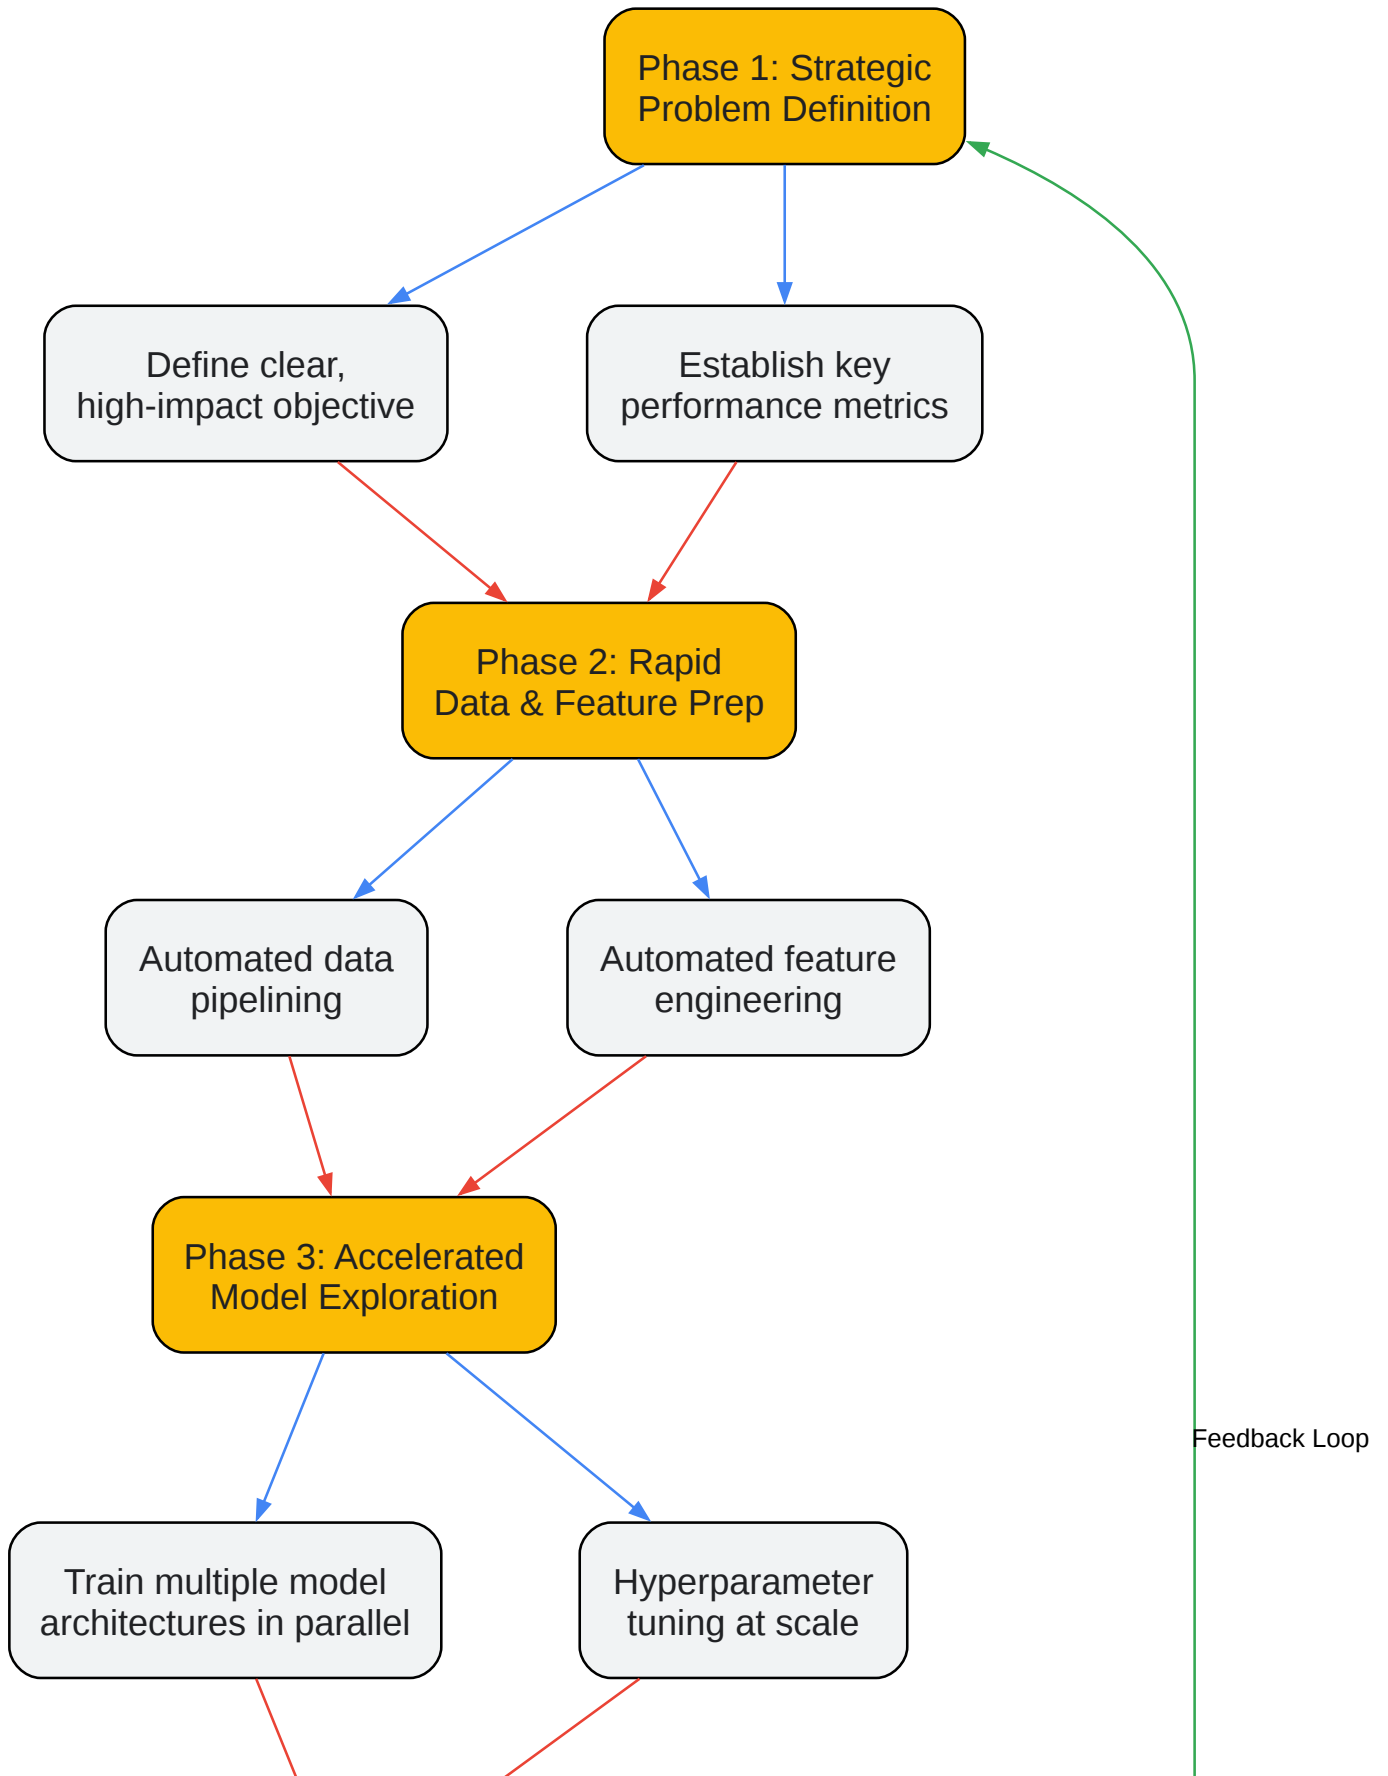 Phase 1: Strategic
Problem Definition
Define clear,
high-impact objective
Establish key
performance metrics
Phase 2: Rapid
Data & Feature Prep
Automated data
pipelining
Automated feature
engineering
Phase 3: Accelerated
Model Exploration
Feedback Loop
Train multiple model
architectures in parallel
Hyperparameter
tuning at scale